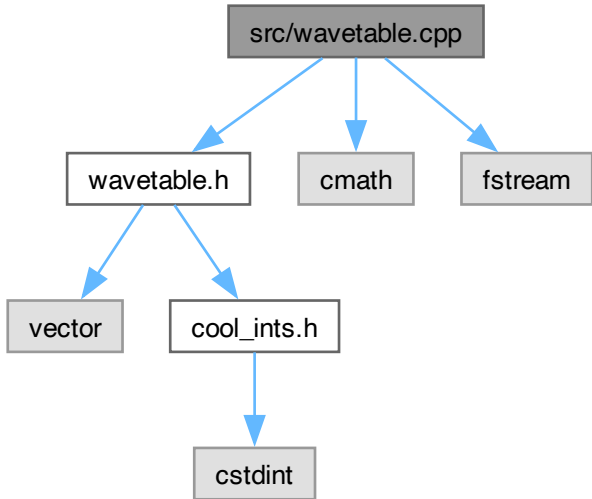 src/wavetable.cpp
wavetable.h
cmath
fstream
vector
cool_ints.h
cstdint